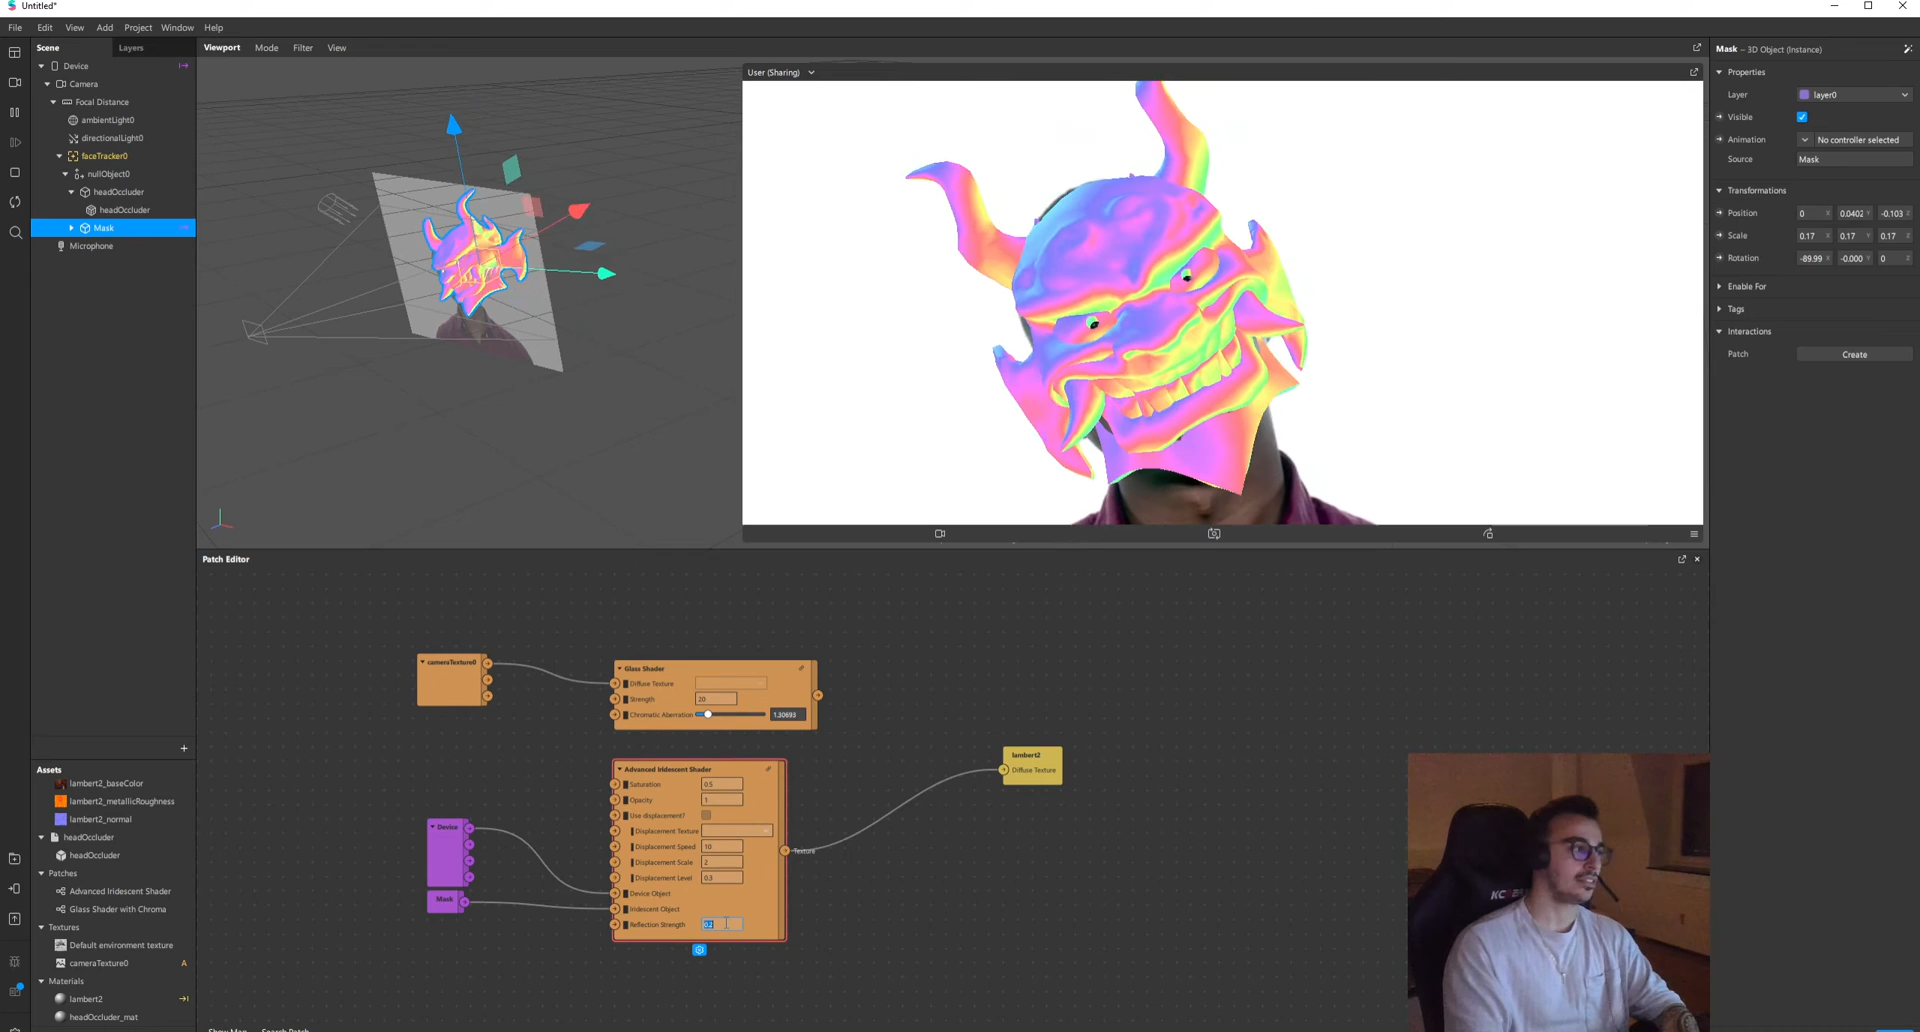 Untitled*
File Edit View Add Project Window Help
Scene Layers
Device
Camera
Focal Distance
ambientLight0
directionalLight0
faceTracker0
nullObject0
headOccluder
headOccluder
Mask
Microphone
Assets
lambert2_baseColor
lambert2_metallicRoughness
lambert2_normal
headOccluder
headOccluder
Patches
Advanced Iridescent Shader
Glass Shader with Chroma
Textures
Default environment texture
cameraTexture0 A
Materials
lambert2
headOccluder_mat
Viewport Mode Filter View
User (Sharing)
Patch Editor
cameraTexture0
Glass Shader
Diffuse Texture
Strength 20
Chromatic Aberration 1.30693
Advanced Iridescent Shader
Saturation 0.5
Opacity 1
Use displacement?
Displacement Texture
Displacement Speed 10
Displacement Scale 2
Displacement Level 0.3
Device Object
Iridescent Object
Reflection Strength 0.2
Texture
Device
Mask
lambert2
Diffuse Texture
Show Map Search Patch
Mask – 3D Object (Instance)
Properties
Layer layer0
Visible
Animation No controller selected
Source Mask
Transformations
Position 0 X 0.0402 Y -0.103
Scale 0.17 X 0.17 Y 0.17 Z
Rotation -89.99 -0.000 0 Z
Enable For
Tags
Interactions
Patch Create